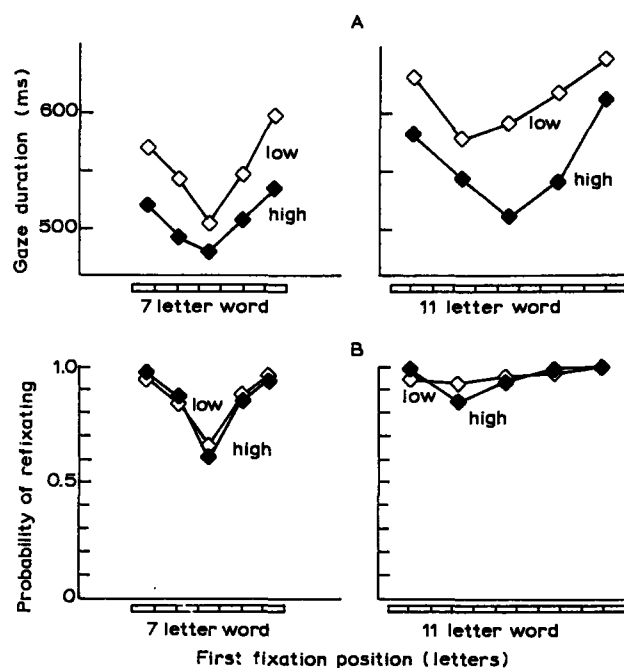 A
Gaze duration (ms)
600
500
low
high
low
high
7 letter word
11 letter word
B
Probability of refixating
1.0
0.5
0
low
high
low
high
7 letter word
11 letter word
First fixation position (letters)